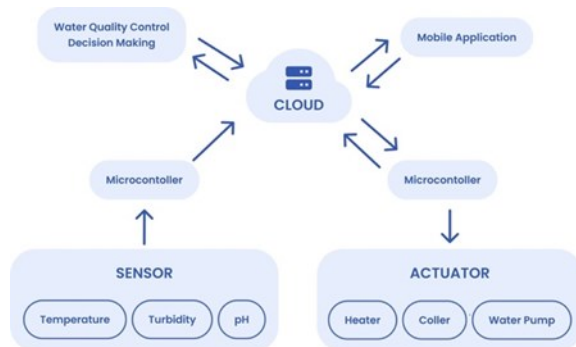 Water Quality Control
Decision Making
Mobile Application
CLOUD
Microcontoller
Microcontoller
SENSOR
ACTUATOR
Temperature
Turbidity
pH
Heater
Coller
Water Pump